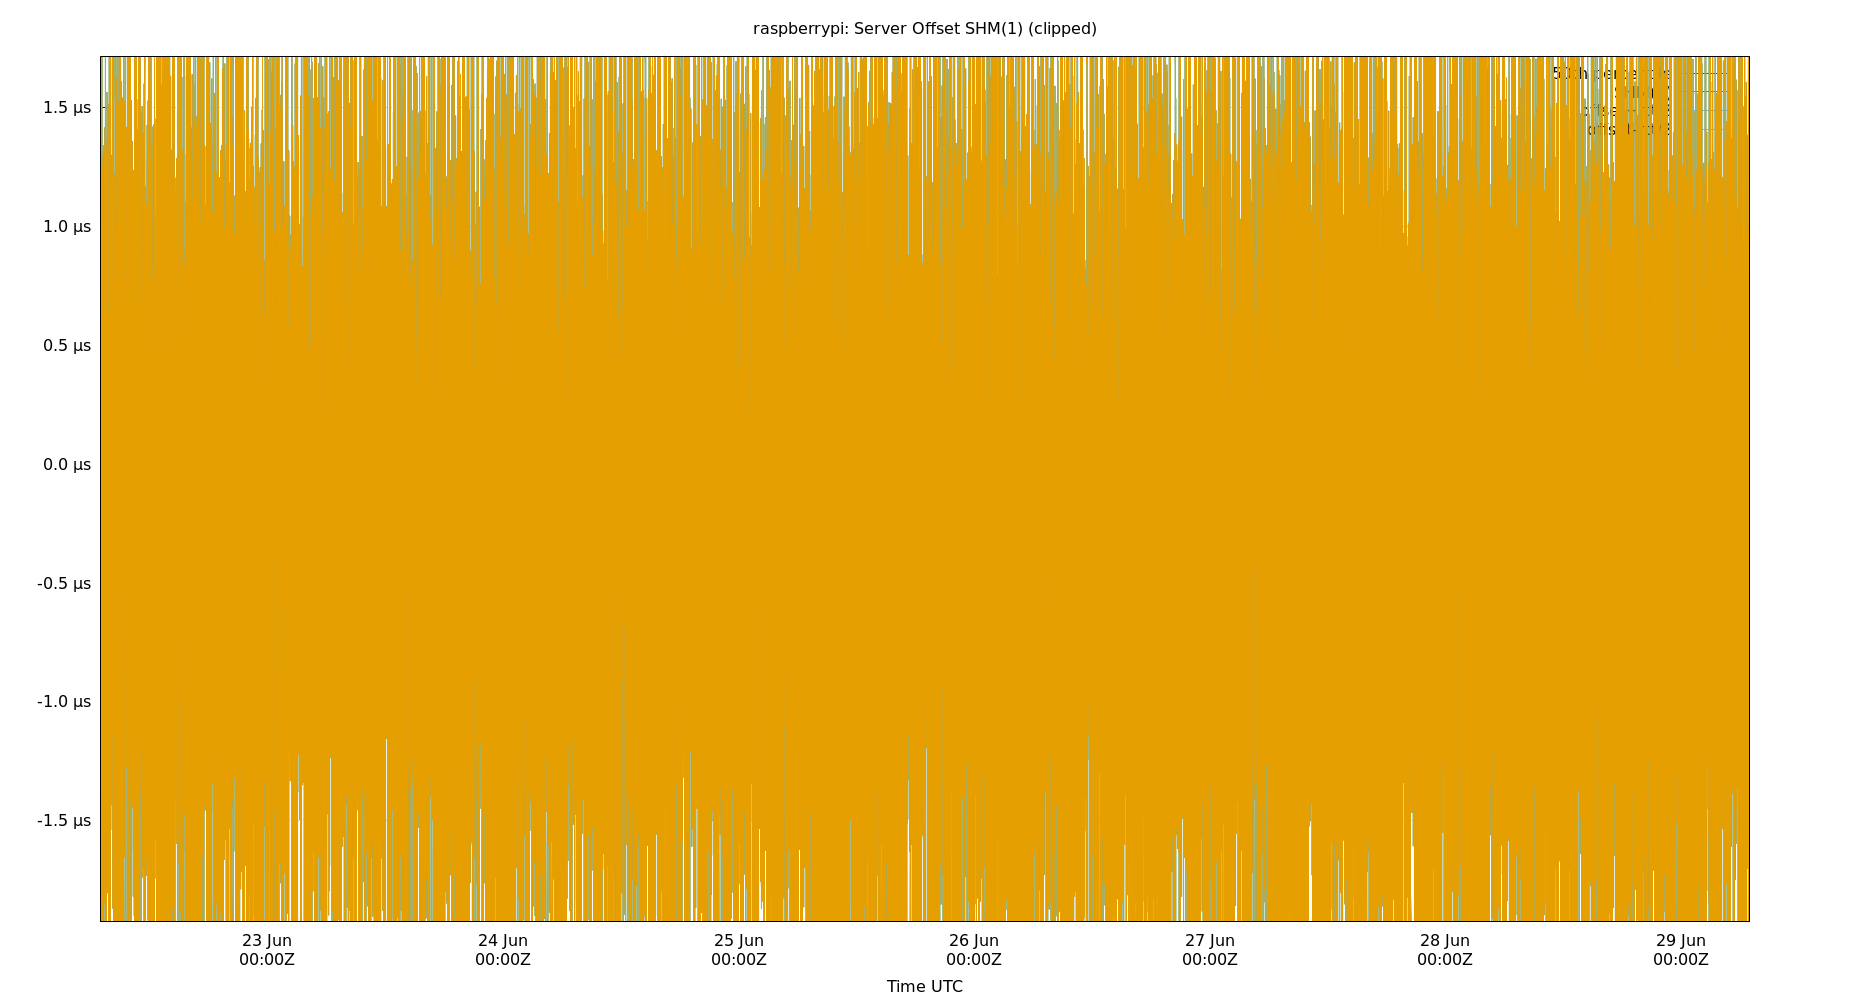 raspberrypi: Server Offset SHM(1) (clipped)
1.5 µs
1.0 µs
0.5 µs
0.0 µs
-0.5 µs
-1.0 µs
-1.5 µs
23 Jun 24 Jun 25 Jun 26 Jun 27 Jun 28 Jun 29 Jun
00:00Z 00:00Z 00:00Z 00:00Z 00:00Z 00:00Z 00:00Z
Time UTC